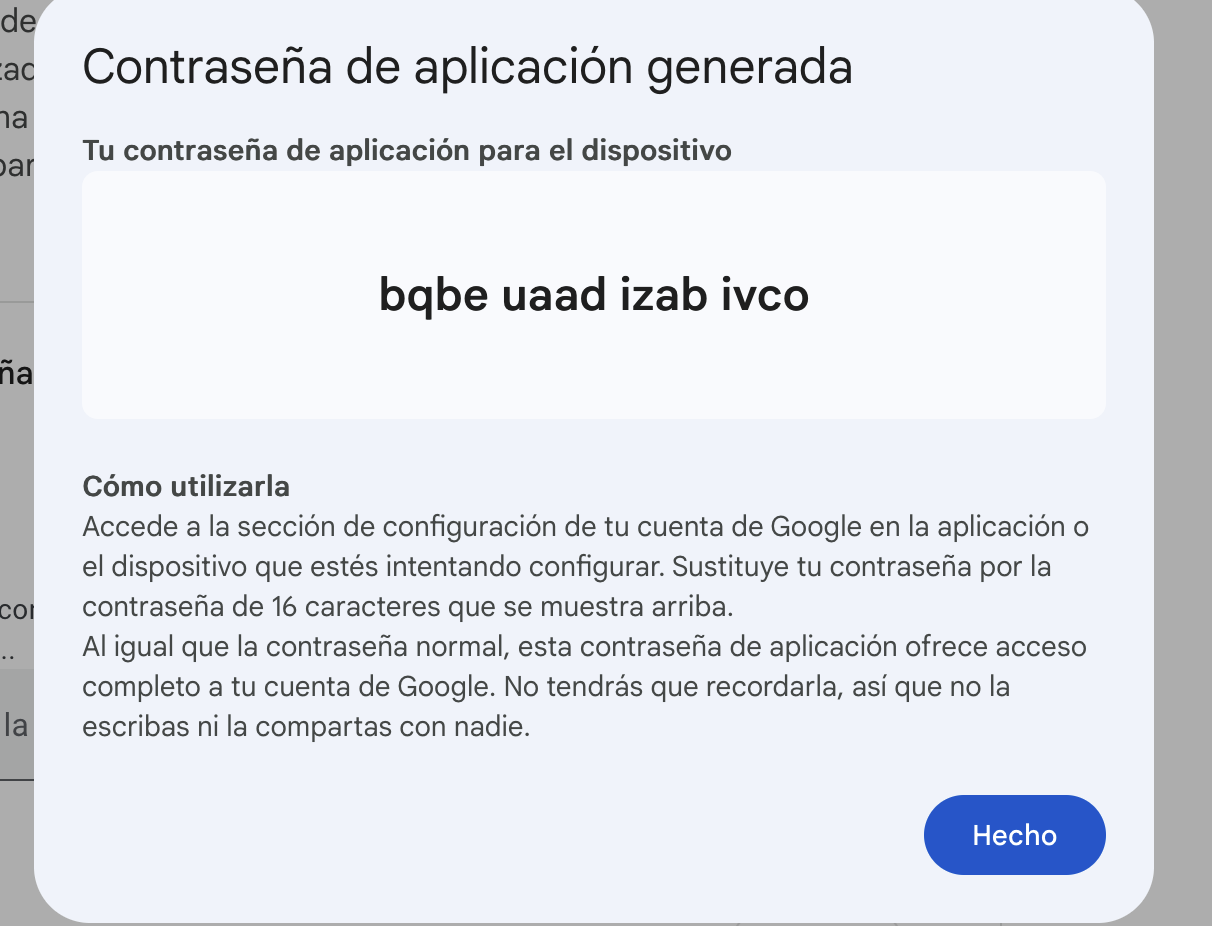 de
Contraseña de aplicación generada
na
Tu contraseña de aplicación para el dispositivo
bqbe uaad izab ivco
ña
Cómo utilizarla
Accede a la sección de configuración de tu cuenta de Google en la aplicación o
el dispositivo que estés intentando configurar. Sustituye tu contraseña por la
contraseña de 16 caracteres que se muestra arriba.
Al igual que la contraseña normal, esta contraseña de aplicación ofrece acceso
completo a tu cuenta de Google. No tendrás que recordarla, así que no la
escribas ni la compartas con nadie.
..
la
Hecho